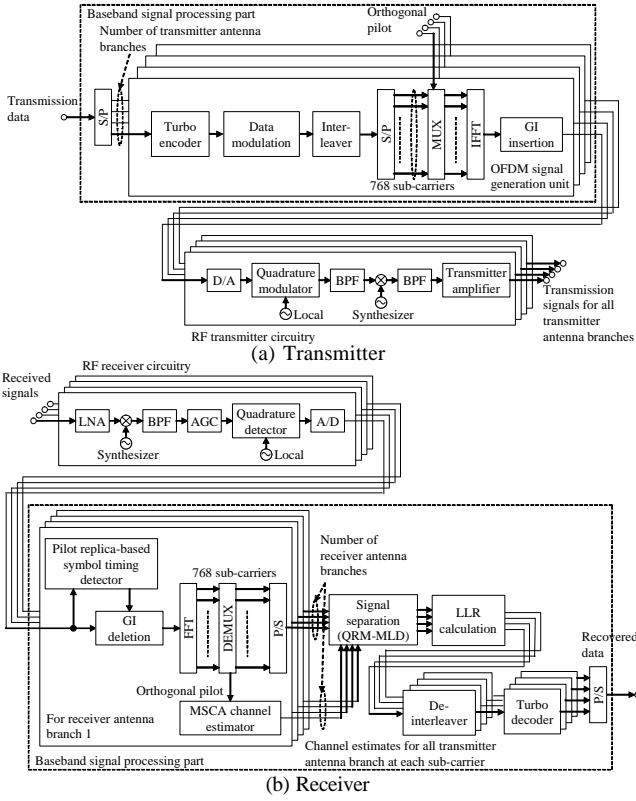 Baseband signal processing part
Number of transmitter antenna
branches
Orthogonal
pilot
Transmission
data
S/P
Turbo
encoder
Data
modulation
Inter-
leaver
S/P
MUX
IFFT
GI
insertion
768 sub-carriers
OFDM signal
generation unit
D/A
Quadrature
modulator
BPF
BPF
Transmitter
amplifier
Local
Synthesizer
RF transmitter circuitry
Transmission
signals for all
transmitter
antenna branches
(a) Transmitter
Received
signals
RF receiver circuitry
LNA
BPF
AGC
Quadrature
detector
A/D
Synthesizer
Local
Pilot replica-based
symbol timing
detector
GI
deletion
FFT
768 sub-carriers
DEMUX
P/S
Number of
receiver antenna
branches
Signal
separation
(QRM-MLD)
LLR
calculation
Recovered
data
Orthogonal pilot
MSCA channel
estimator
For receiver antenna
branch 1
De-
interleaver
Turbo
decoder
P/S
Channel estimates for all transmitter
antenna branch at each sub-carrier
Baseband signal processing part
(b) Receiver